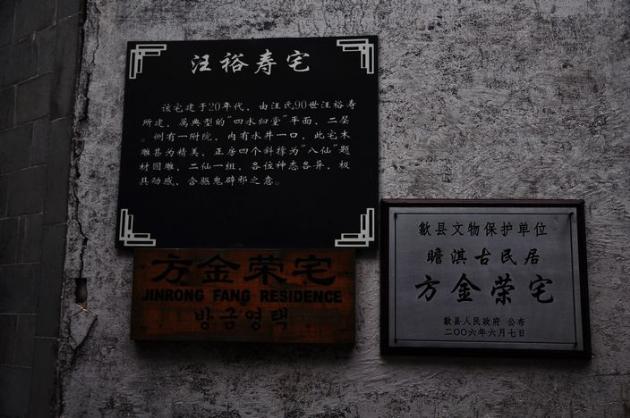 汪裕寿宅
该宅建于20年代，由汪氏90世汪裕寿
所建，属典型的"四水归堂"平面，二层
。侧有一附院，内有水井一口，此宅木
雕甚为精美，正房四个斜撑为"八仙"题
材圆雕，二仙一组，各位神态各异，极
具动感，含驱鬼辟邪之意。
方金荣宅
JINRONG FANG RESIDENCE
방금영택
歙县文物保护单位
瞻淇古民居
方金荣宅
歙县人民政府 公布
二〇〇六年六月七日